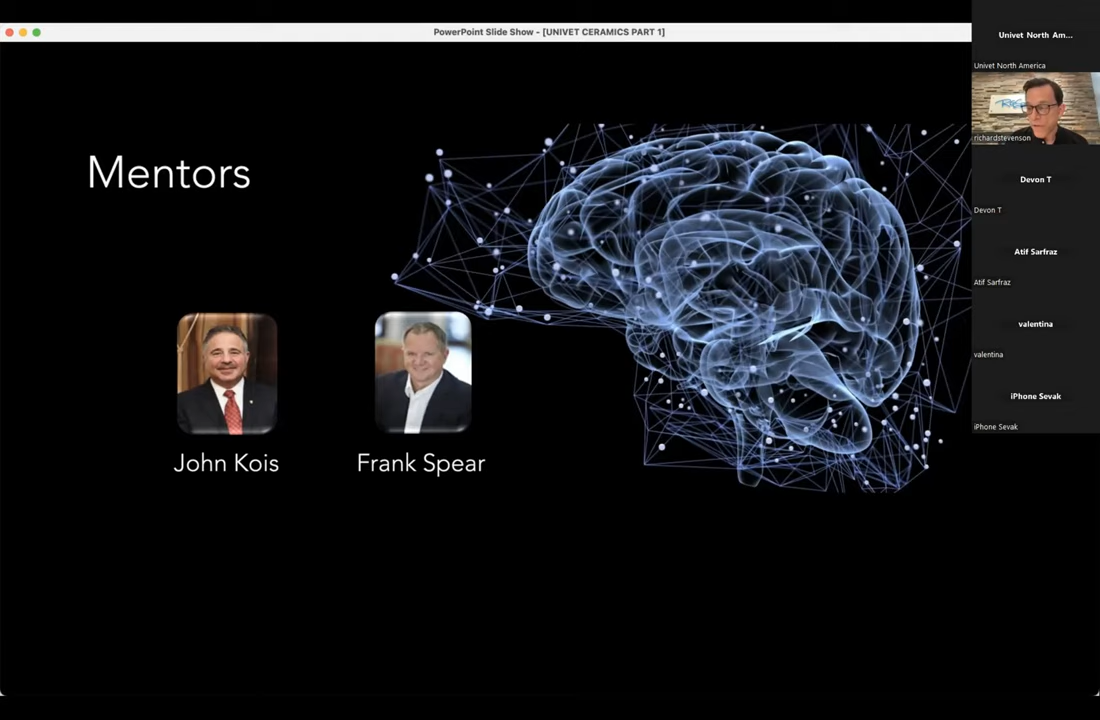 PowerPoint Slide Show - [UNIVET CERAMICS PART 1]
Mentors
John Kois
Frank Spear
Univet North Am...
Univet North America
richardstevenson
Devon T
Devon T
Atif Sarfraz
Atif Sarfraz
valentina
valentina
iPhone Sevak
iPhone Sevak